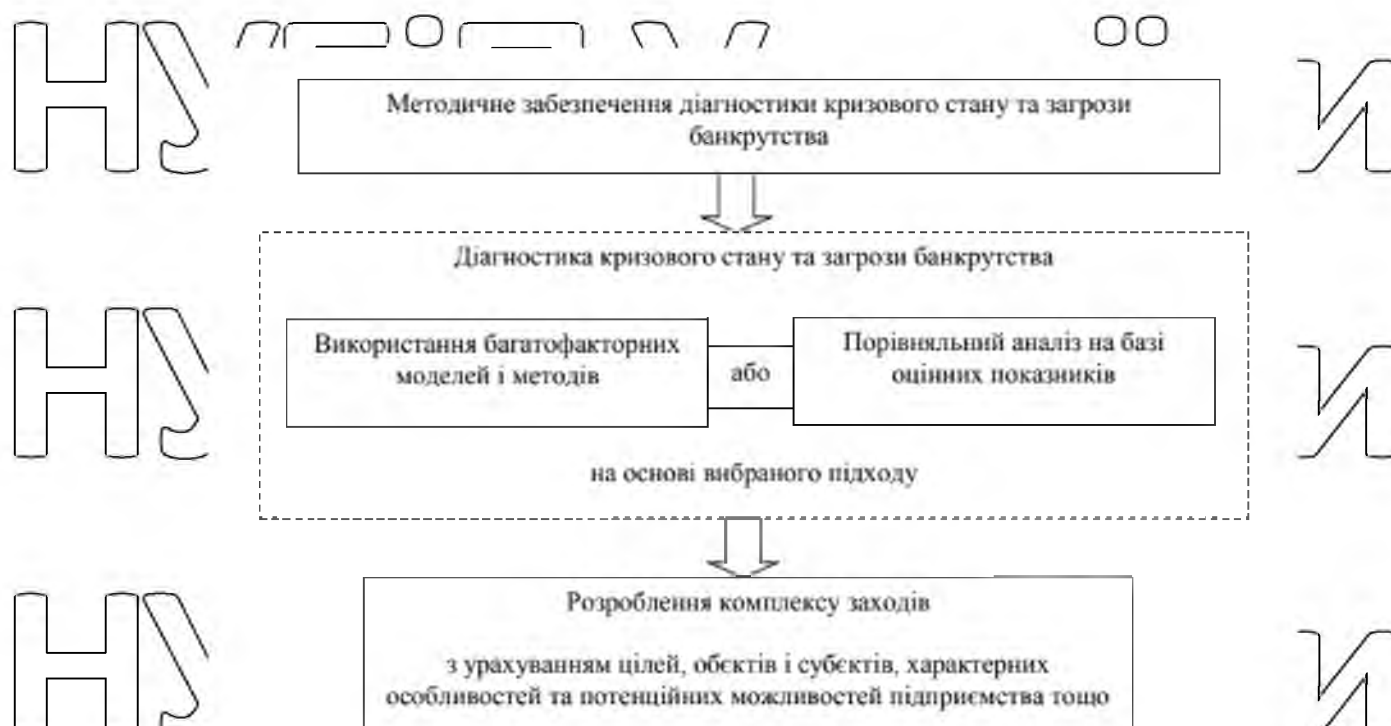 Методичне забезпечення діагностики кризового стану та загрози
банкрутства
Діагностика кризового стану та загрози банкрутства
Використання багатофакторних
моделей і методів
або
Порівняльний аналіз на базі
оцінних показників
на основі вибраного підходу
Розроблення комплексу заходів
з урахуванням цілей, обєктів і субєктів, характерних
особливостей та потенційних можливостей підприємства тощо